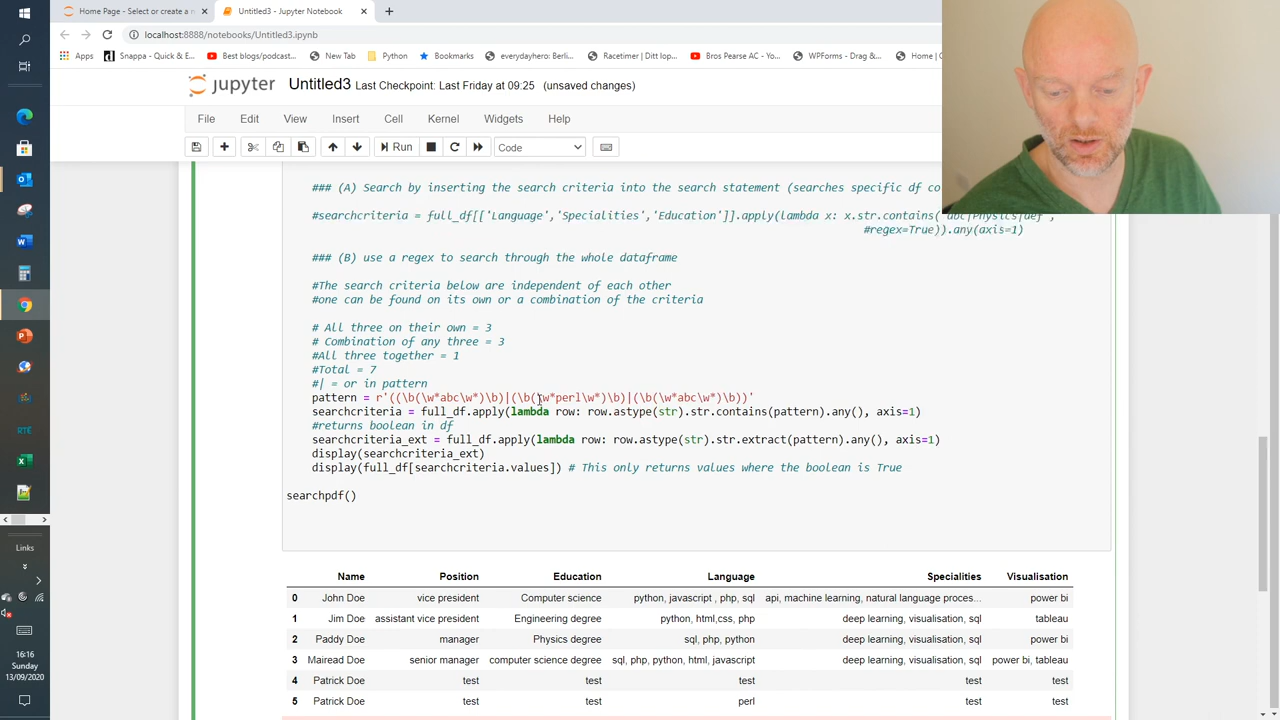 Home Page - Select or create a n
Untitled3 - Jupyter Notebook
localhost:8888/notebooks/Untitled3.ipynb
Apps
Snappa - Quick & E...
Best blogs/podcast...
New Tab
Python
Bookmarks
everydayhero: Onli...
Racetimer | Ditt lop...
Bros Pearse AC - Yo...
WPForms - Drag &...
Home |
jupyter Untitled3 Last Checkpoint: Last Friday at 09:25 (unsaved changes)
File Edit View Insert Cell Kernel Widgets Help
Run
Code
### (A) Search by inserting the search criteria into the search statement (searches specific df co
#searchcriteria = full_df[['Language','Specialities','Education']].apply(lambda x: x.str.contains('abc|Physics|def',
#regex=True)).any(axis=1)
### (B) use a regex to search through the whole dataframe
#The search criteria below are independent of each other
#one can be found on its own or a combination of the criteria
# All three on their own = 3
# Combination of any three = 3
#All three together = 1
#Total = 7
#| = or in pattern
pattern = r'((\b(\w*abc\w*)\b)|(\b(\w*perl\w*)\b)|(\b(\w*abc\w*)\b))'
searchcriteria = full_df.apply(lambda row: row.astype(str).str.contains(pattern).any(), axis=1)
#returns boolean in df
searchcriteria_ext = full_df.apply(lambda row: row.astype(str).str.extract(pattern).any(), axis=1)
display(searchcriteria_ext)
display(full_df[searchcriteria.values]) # This only returns values where the boolean is True
searchpdf()
Name Position Education Language Specialities Visualisation
0 John Doe vice president Computer science python, javascript , php, sql api, machine learning, natural language proces... power bi
1 Jim Doe assistant vice president Engineering degree python, html,css, php deep learning, visualisation, sql tableau
2 Paddy Doe manager Physics degree sql, php, python deep learning, visualisation, sql power bi
3 Mairead Doe senior manager computer science degree sql, php, python, html, javascript deep learning, visualisation, sql power bi, tableau
4 Patrick Doe test test test test test
5 Patrick Doe test test perl test test
Links
16:16
Sunday
13/09/2020